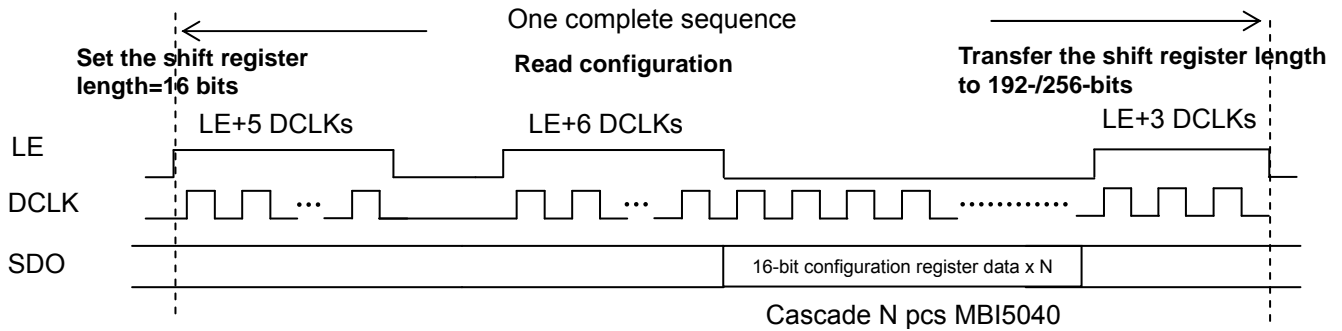 One complete sequence
Set the shift register
length=16 bits
Read configuration
Transfer the shift register length
to 192-/256-bits
LE+5 DCLKs
LE+6 DCLKs
LE+3 DCLKs
LE
DCLK
SDO
16-bit configuration register data x N
Cascade N pcs MBI5040